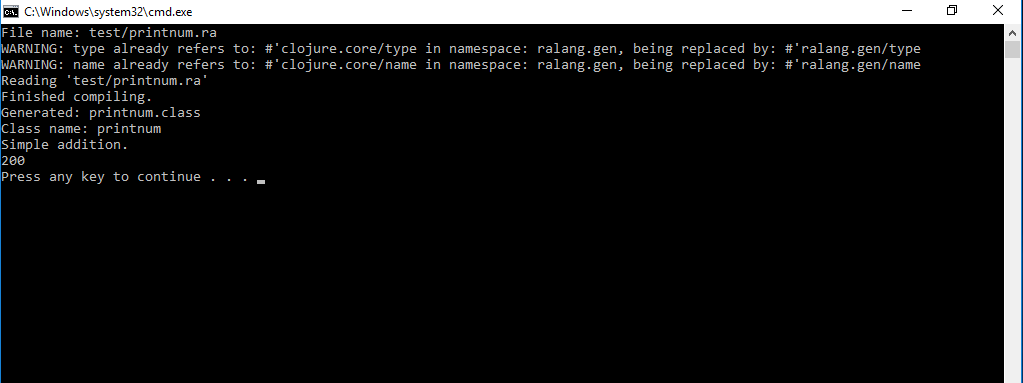 C:\Windows\system32\cmd.exe
File name: test/printnum.ra
WARNING: type already refers to: #'clojure.core/type in namespace: ralang.gen, being replaced by: #'ralang.gen/type
WARNING: name already refers to: #'clojure.core/name in namespace: ralang.gen, being replaced by: #'ralang.gen/name
Reading 'test/printnum.ra'
Finished compiling.
Generated: printnum.class
Class name: printnum
Simple addition.
200
Press any key to continue . . .